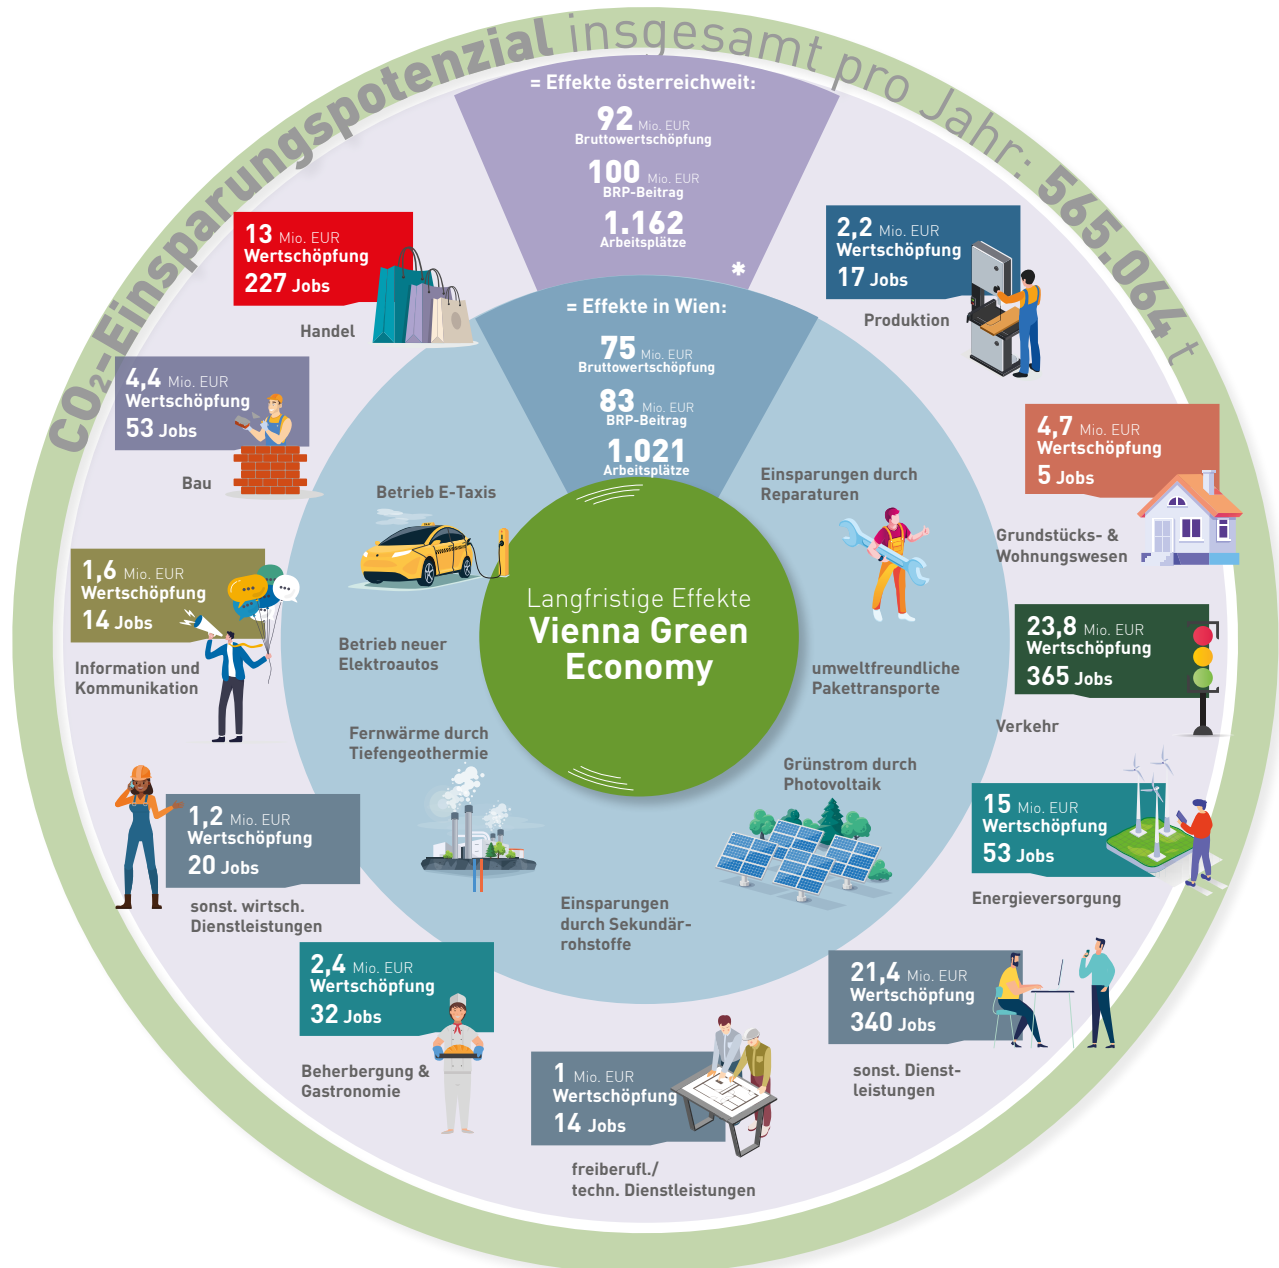 CO₂-Einsparungspotenzial insgesamt pro Jahr: 565.064 t
= Effekte österreichweit:
92 Mio. EUR
Bruttowertschöpfung
100 Mio. EUR
BRP-Beitrag
1.162
Arbeitsplätze
*
= Effekte in Wien:
75 Mio. EUR
Bruttowertschöpfung
83 Mio. EUR
BRP-Beitrag
1.021
Arbeitsplätze
Langfristige Effekte
Vienna Green
Economy
2,2 Mio. EUR
Wertschöpfung
17 Jobs
Produktion
4,7 Mio. EUR
Wertschöpfung
5 Jobs
Grundstücks- &
Wohnungswesen
23,8 Mio. EUR
Wertschöpfung
365 Jobs
Verkehr
15 Mio. EUR
Wertschöpfung
53 Jobs
Energieversorgung
21,4 Mio. EUR
Wertschöpfung
340 Jobs
sonst. Dienst-
leistungen
1 Mio. EUR
Wertschöpfung
14 Jobs
freiberufl./
techn. Dienstleistungen
2,4 Mio. EUR
Wertschöpfung
32 Jobs
Beherbergung &
Gastronomie
1,2 Mio. EUR
Wertschöpfung
20 Jobs
sonst. wirtsch.
Dienstleistungen
1,6 Mio. EUR
Wertschöpfung
14 Jobs
Information und
Kommunikation
4,4 Mio. EUR
Wertschöpfung
53 Jobs
Bau
13 Mio. EUR
Wertschöpfung
227 Jobs
Handel
Einsparungen durch
Reparaturen
umweltfreundliche
Pakettransporte
Grünstrom durch
Photovoltaik
Einsparungen
durch Sekundär-
rohstoffe
Fernwärme durch
Tiefengeothermie
Betrieb neuer
Elektroautos
Betrieb E-Taxis